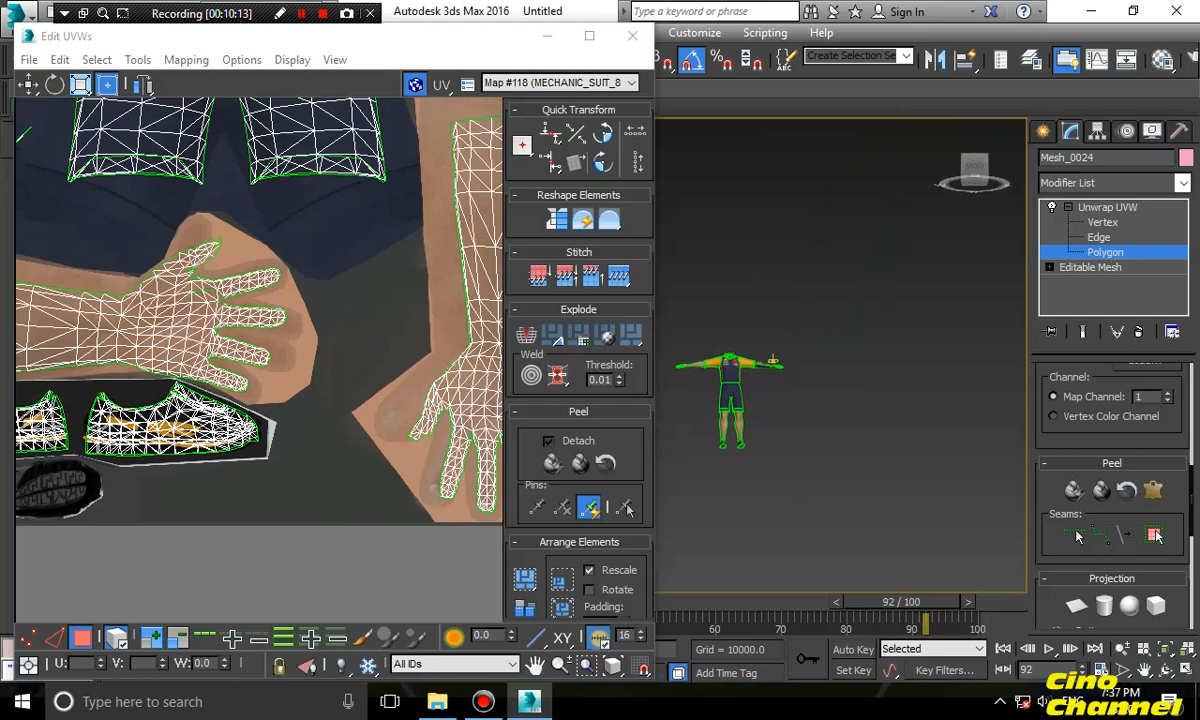 Recording [00:10:13]
Autodesk 3ds Max 2016 Untitled
Type a keyword or phrase
Sign In
Edit UVWs
Customize Scripting Help
File Edit Select Tools Mapping Options Display View
Create Selection Se
UV
Map #118 (MECHANIC_SUIT_8
Quick Transform
Reshape Elements
Stitch
Explode
Weld
Threshold:
0.01
Peel
Detach
Pins:
Arrange Elements
Rescale
Rotate
Padding:
Mesh_0024
Modifier List
Unwrap UVW
Vertex
Edge
Polygon
Editable Mesh
Channel:
Map Channel: 1
Vertex Color Channel
Peel
Seams:
Projection
92 / 100
60 70 80 90 100
0.0
XY
16
U: V: W: 0.0
All IDs
Grid = 10000.0
Add Time Tag
Auto Key
Selected
Set Key
Key Filters...
92
Type here to search
ENG
7:37 PM
Cino
Channel